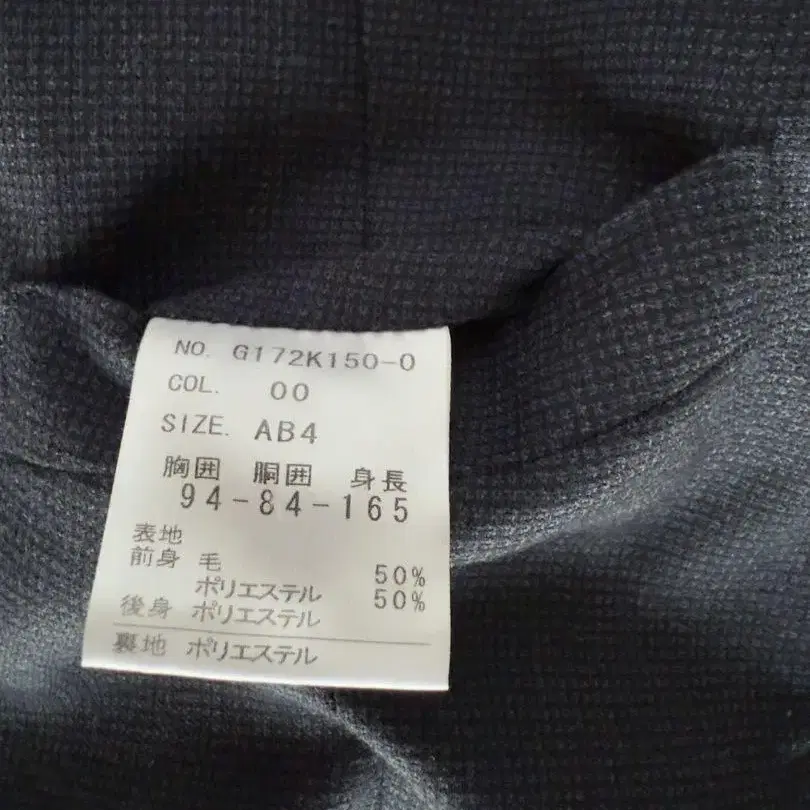 NO. G172K150-0
COL. 00
SIZE. AB4
胸囲 胴囲 身長
94-84-165
表地
前身 毛 50%
ポリエステル 50%
後身 ポリエステル
裏地 ポリエステル